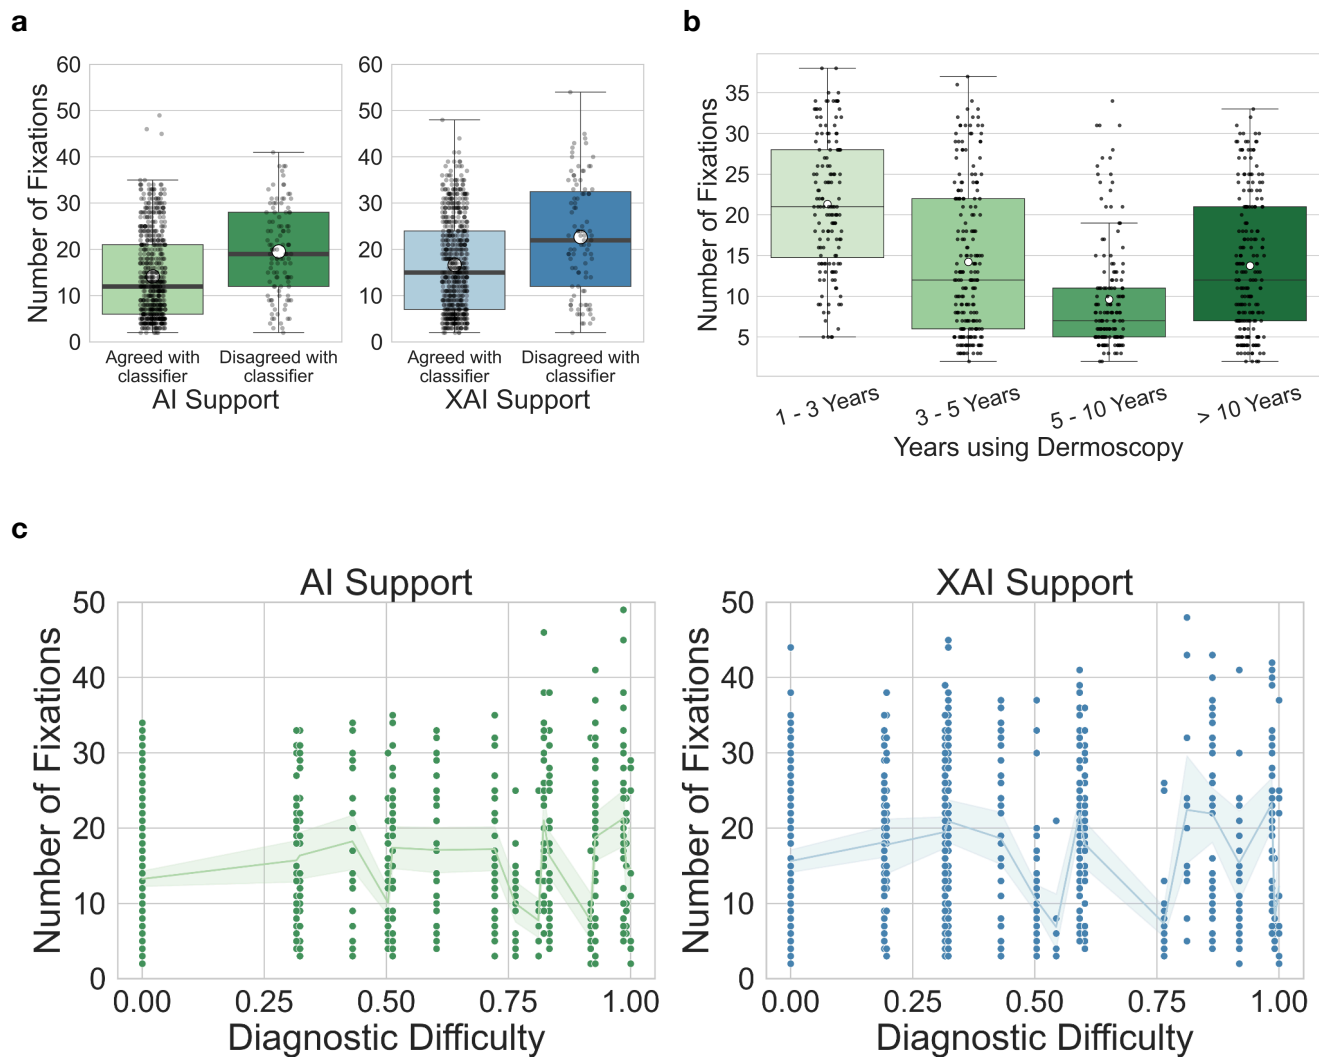 a
Number of Fixations
60
50
40
30
20
10
0
Agreed with
classifier
Disagreed with
classifier
AI Support
60
50
40
30
20
10
0
Agreed with
classifier
Disagreed with
classifier
XAI Support
b
Number of Fixations
35
30
25
20
15
10
5
1 - 3 Years
3 - 5 Years
5 - 10 Years
> 10 Years
Years using Dermoscopy
c
AI Support
Number of Fixations
50
40
30
20
10
0
0.00
0.25
0.50
0.75
1.00
Diagnostic Difficulty
XAI Support
Number of Fixations
50
40
30
20
10
0
0.00
0.25
0.50
0.75
1.00
Diagnostic Difficulty